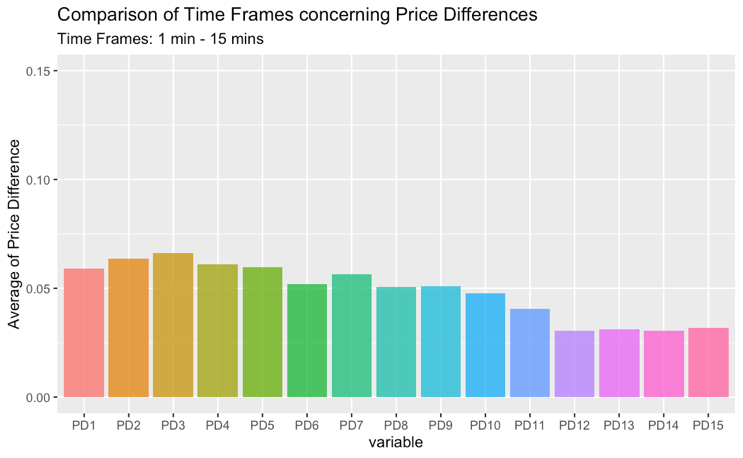 Comparison of Time Frames concerning Price Differences
Time Frames: 1 min - 15 mins
Average of Price Difference
0.15
0.10
0.05
0.00
PD1 PD2 PD3 PD4 PD5 PD6 PD7 PD8 PD9 PD10 PD11 PD12 PD13 PD14 PD15
variable